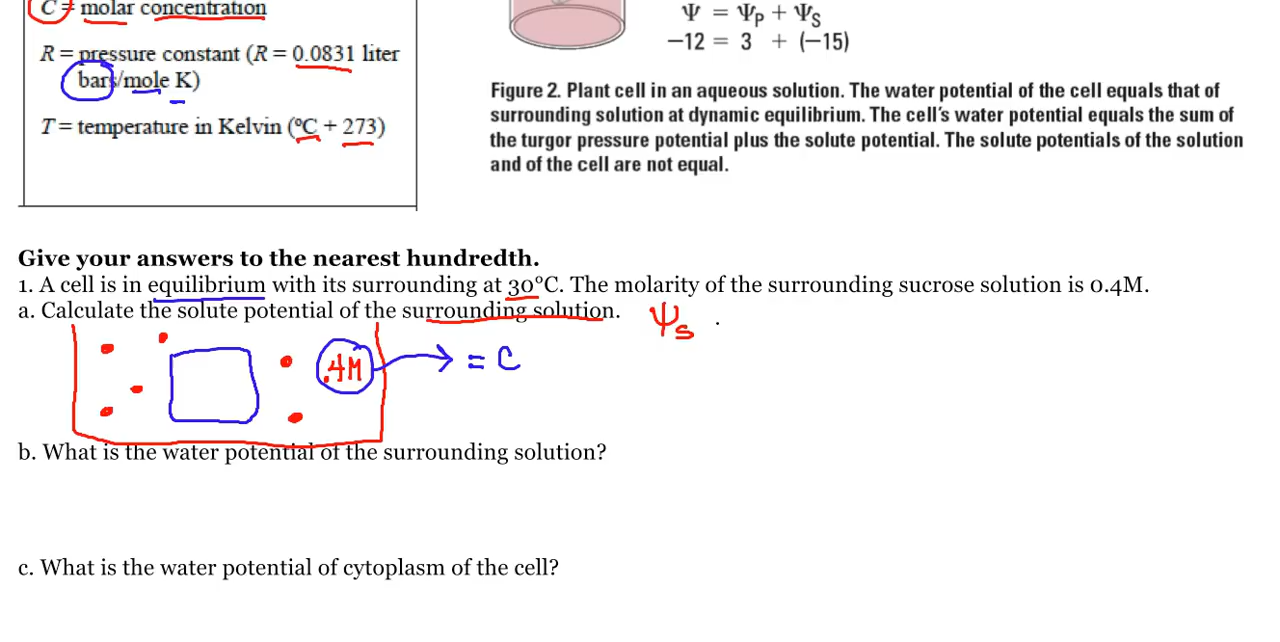 C = molar concentration
R = pressure constant (R = 0.0831 liter
bars/mole K)
T = temperature in Kelvin (ºC + 273)
Ψ = ΨP + ΨS
−12 = 3 + (−15)
Figure 2. Plant cell in an aqueous solution. The water potential of the cell equals that of
surrounding solution at dynamic equilibrium. The cell's water potential equals the sum of
the turgor pressure potential plus the solute potential. The solute potentials of the solution
and of the cell are not equal.
Give your answers to the nearest hundredth.
1. A cell is in equilibrium with its surrounding at 30°C. The molarity of the surrounding sucrose solution is 0.4M.
a. Calculate the solute potential of the surrounding solution. Ψs
.4M → = C
b. What is the water potential of the surrounding solution?
c. What is the water potential of cytoplasm of the cell?